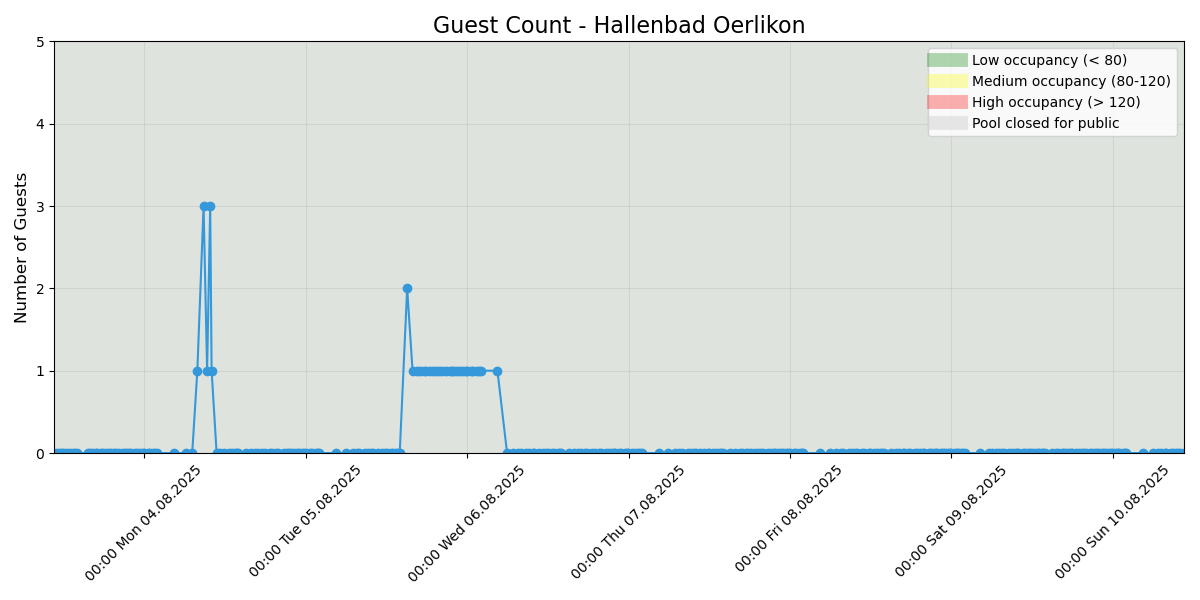 Guest Count - Hallenbad Oerlikon
Number of Guests
5
4
3
2
1
0
Low occupancy (< 80)
Medium occupancy (80-120)
High occupancy (> 120)
Pool closed for public
00:00 Mon 04.08.2025
00:00 Tue 05.08.2025
00:00 Wed 06.08.2025
00:00 Thu 07.08.2025
00:00 Fri 08.08.2025
00:00 Sat 09.08.2025
00:00 Sun 10.08.2025